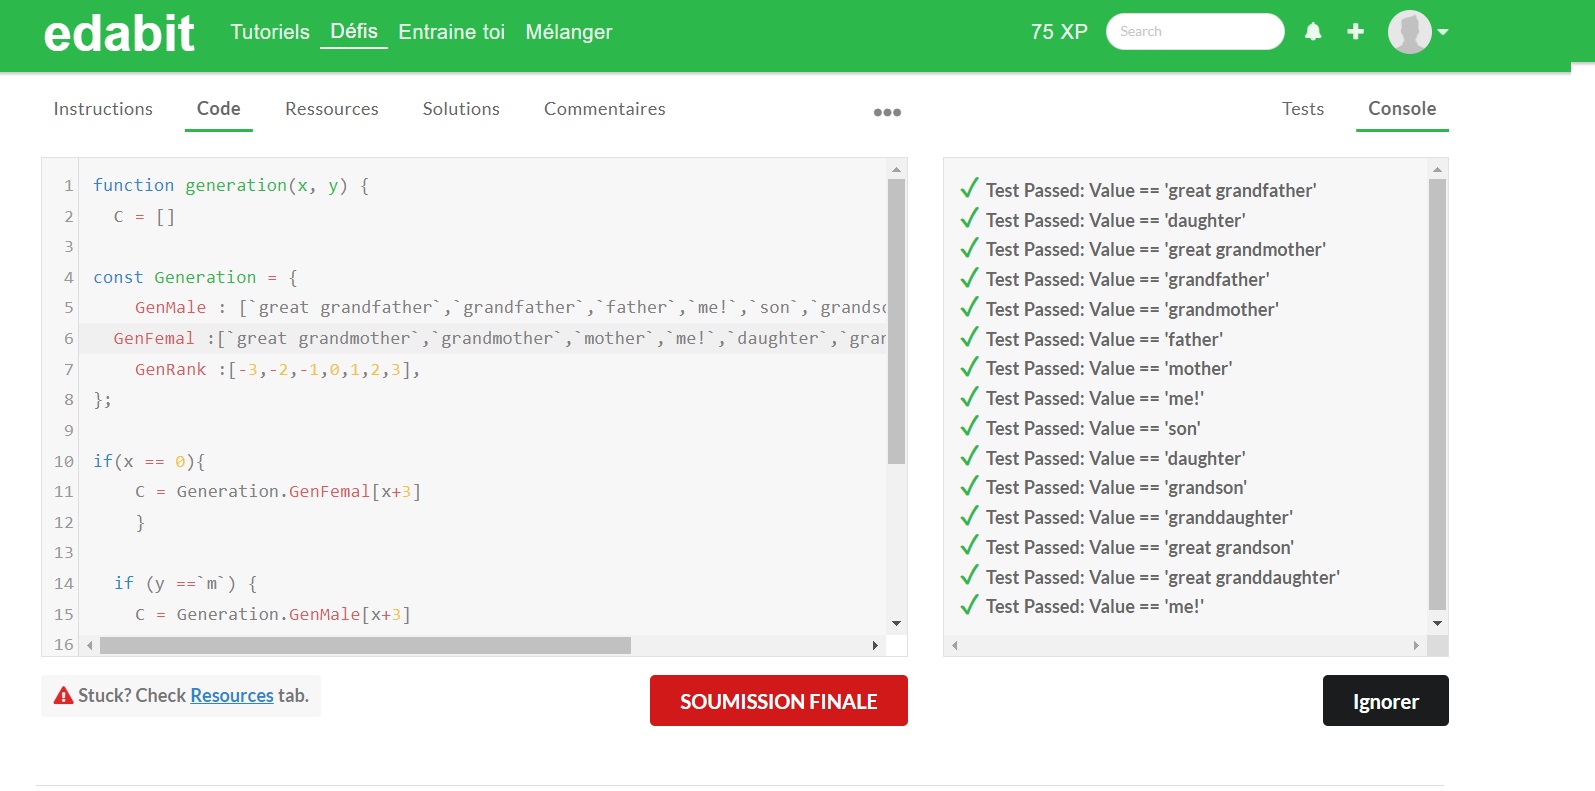 edabit Tutoriels Défis Entraine toi Mélanger 75 XP Search
Instructions Code Ressources Solutions Commentaires Tests Console
1 function generation(x, y) {
2 C = []
3
4 const Generation = {
5 GenMale : [`great grandfather`,`grandfather`,`father`,`me!`,`son`,`grandso
6 GenFemal :[`great grandmother`,`grandmother`,`mother`,`me!`,`daughter`,`gran
7 GenRank :[-3,-2,-1,0,1,2,3],
8 };
9
10 if(x == 0){
11 C = Generation.GenFemal[x+3]
12 }
13
14 if (y ==`m`) {
15 C = Generation.GenMale[x+3]
16
Test Passed: Value == 'great grandfather'
Test Passed: Value == 'daughter'
Test Passed: Value == 'great grandmother'
Test Passed: Value == 'grandfather'
Test Passed: Value == 'grandmother'
Test Passed: Value == 'father'
Test Passed: Value == 'mother'
Test Passed: Value == 'me!'
Test Passed: Value == 'son'
Test Passed: Value == 'daughter'
Test Passed: Value == 'grandson'
Test Passed: Value == 'granddaughter'
Test Passed: Value == 'great grandson'
Test Passed: Value == 'great granddaughter'
Test Passed: Value == 'me!'
Stuck? Check Resources tab.
SOUMISSION FINALE
Ignorer